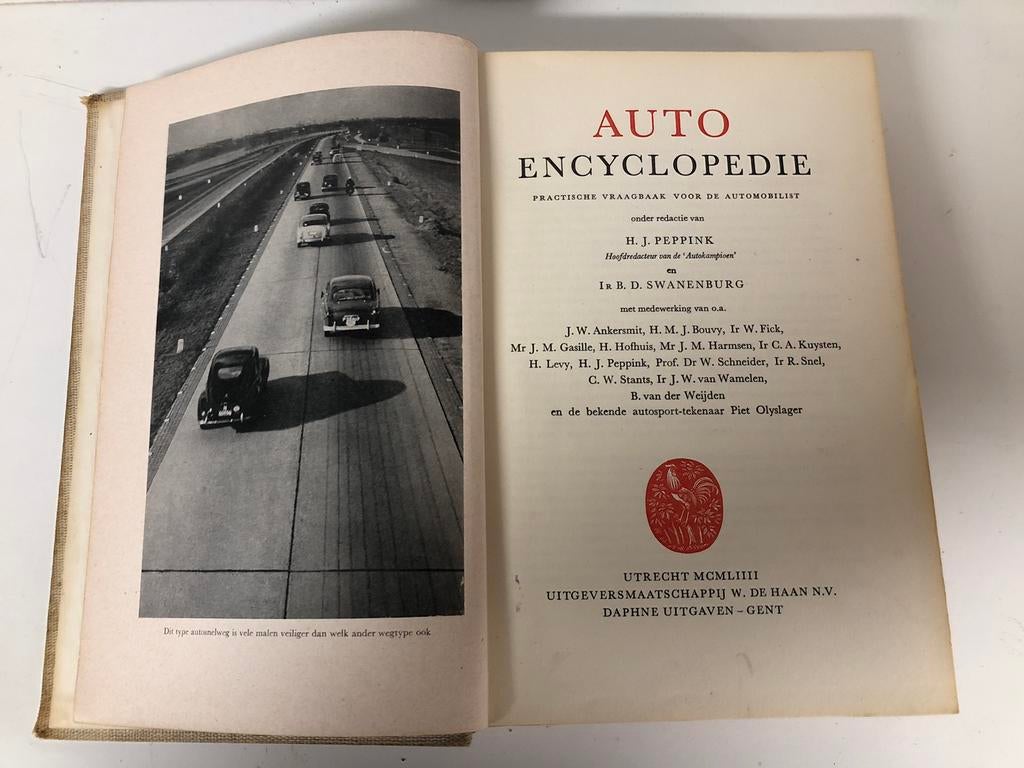 Dit type autosnelweg is vele malen veiliger dan welk ander wegtype ook
AUTO
ENCYCLOPEDIE
PRACTISCHE VRAAGBAAK VOOR DE AUTOMOBILIST
onder redactie van
H. J. PEPPINK
Hoofdredacteur van de 'Autokampioen'
en
IR B. D. SWANENBURG
met medewerking van o.a.
J. W. Ankersmit, H. M. J. Bouvy, Ir W. Fick,
Mr J. M. Gasille, H. Hofhuis, Mr J. M. Harmsen, Ir C. A. Kuysten,
H. Levy, H. J. Peppink, Prof. Dr W. Schneider, Ir R. Snel,
C. W. Stants, Ir J. W. van Wamelen,
B. van der Weijden
en de bekende autosport-tekenaar Piet Olyslager
UTRECHT MCMLIIII
UITGEVERSMAATSCHAPPIJ W. DE HAAN N.V.
DAPHNE UITGAVEN – GENT